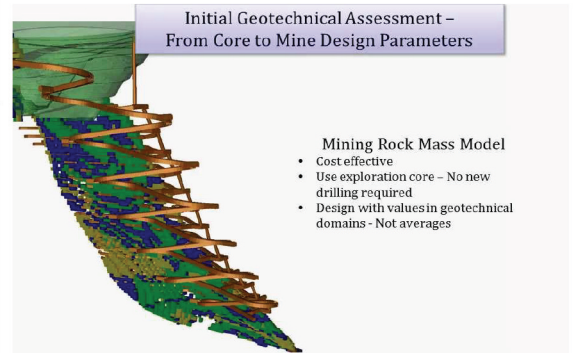 Initial Geotechnical Assessment –
From Core to Mine Design Parameters
Mining Rock Mass Model
• Cost effective
• Use exploration core – No new
drilling required
• Design with values in geotechnical
domains - Not averages